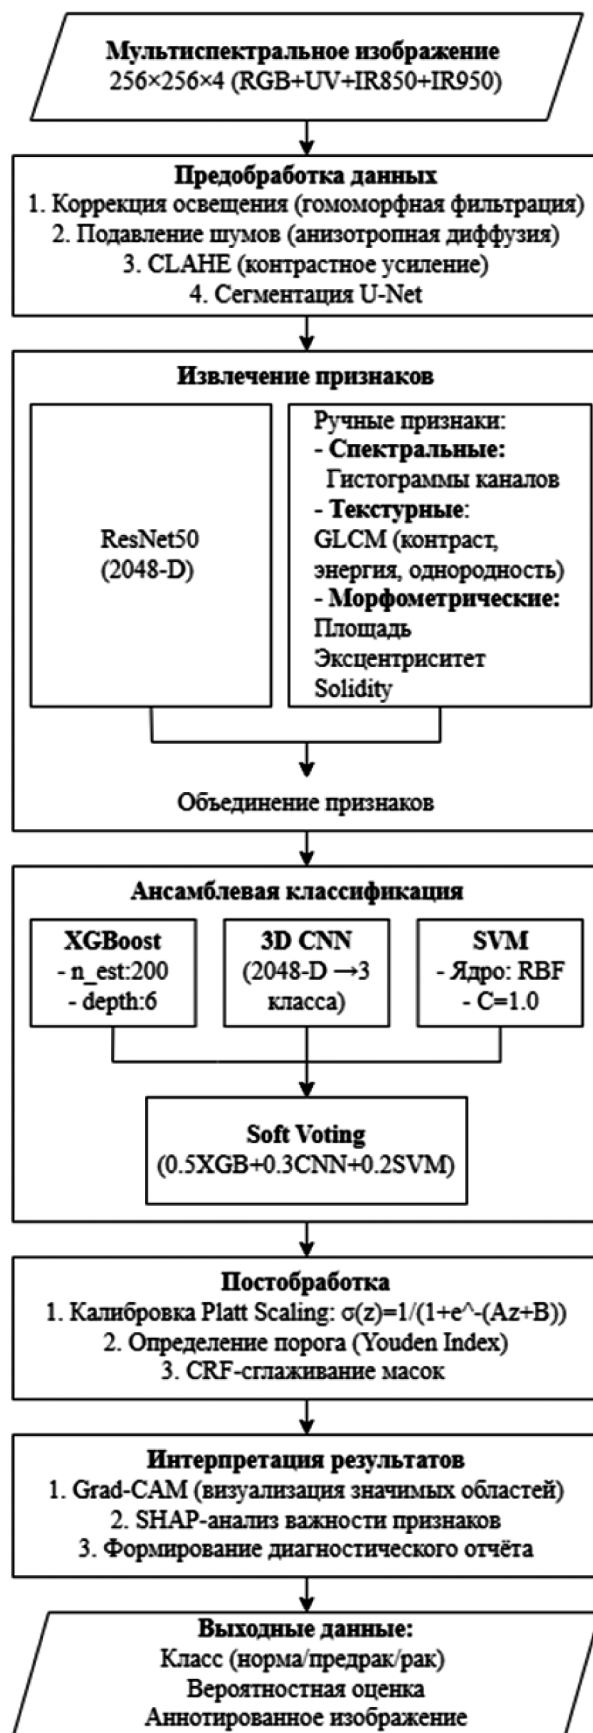 Мультиспектральное изображение
256×256×4 (RGB+UV+IR850+IR950)
Предобработка данных
1. Коррекция освещения (гомоморфная фильтрация)
2. Подавление шумов (анизотропная диффузия)
3. CLAHE (контрастное усиление)
4. Сегментация U-Net
Извлечение признаков
ResNet50
(2048-D)
Ручные признаки:
- Спектральные:
Гистограммы каналов
- Текстурные:
GLCM (контраст,
энергия, однородность)
- Морфометрические:
Площадь
Эксцентриситет
Solidity
Объединение признаков
Ансамблевая классификация
XGBoost
- n_est:200
- depth:6
3D CNN
(2048-D →3
класса)
SVM
- Ядро: RBF
- C=1.0
Soft Voting
(0.5XGB+0.3CNN+0.2SVM)
Постобработка
1. Калибровка Platt Scaling: σ(z)=1/(1+e^-(Az+B))
2. Определение порога (Youden Index)
3. CRF-сглаживание масок
Интерпретация результатов
1. Grad-CAM (визуализация значимых областей)
2. SHAP-анализ важности признаков
3. Формирование диагностического отчёта
Выходные данные:
Класс (норма/предрак/рак)
Вероятностная оценка
Аннотированное изображение